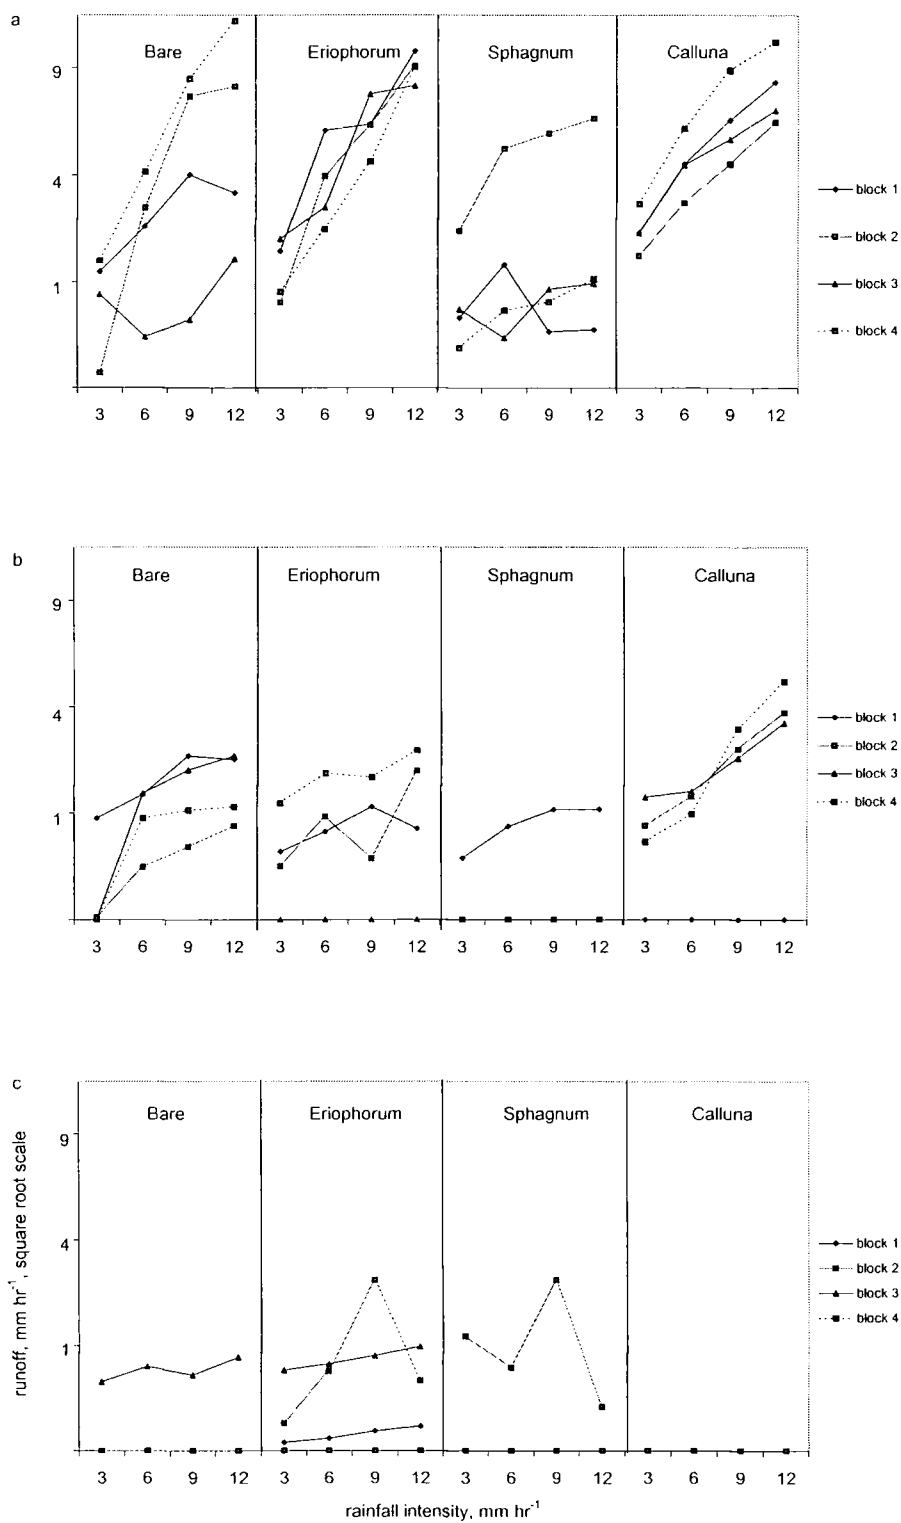 a
Bare Eriophorum Sphagnum Calluna
9
4
1
block 1
block 2
block 3
block 4
3 6 9 12 3 6 9 12 3 6 9 12 3 6 9 12
b
Bare Eriophorum Sphagnum Calluna
9
4
1
block 1
block 2
block 3
block 4
3 6 9 12 3 6 9 12 3 6 9 12 3 6 9 12
c
Bare Eriophorum Sphagnum Calluna
runoff, mm hr⁻¹, square root scale
9
4
1
block 1
block 2
block 3
block 4
3 6 9 12 3 6 9 12 3 6 9 12 3 6 9 12
rainfall intensity, mm hr⁻¹